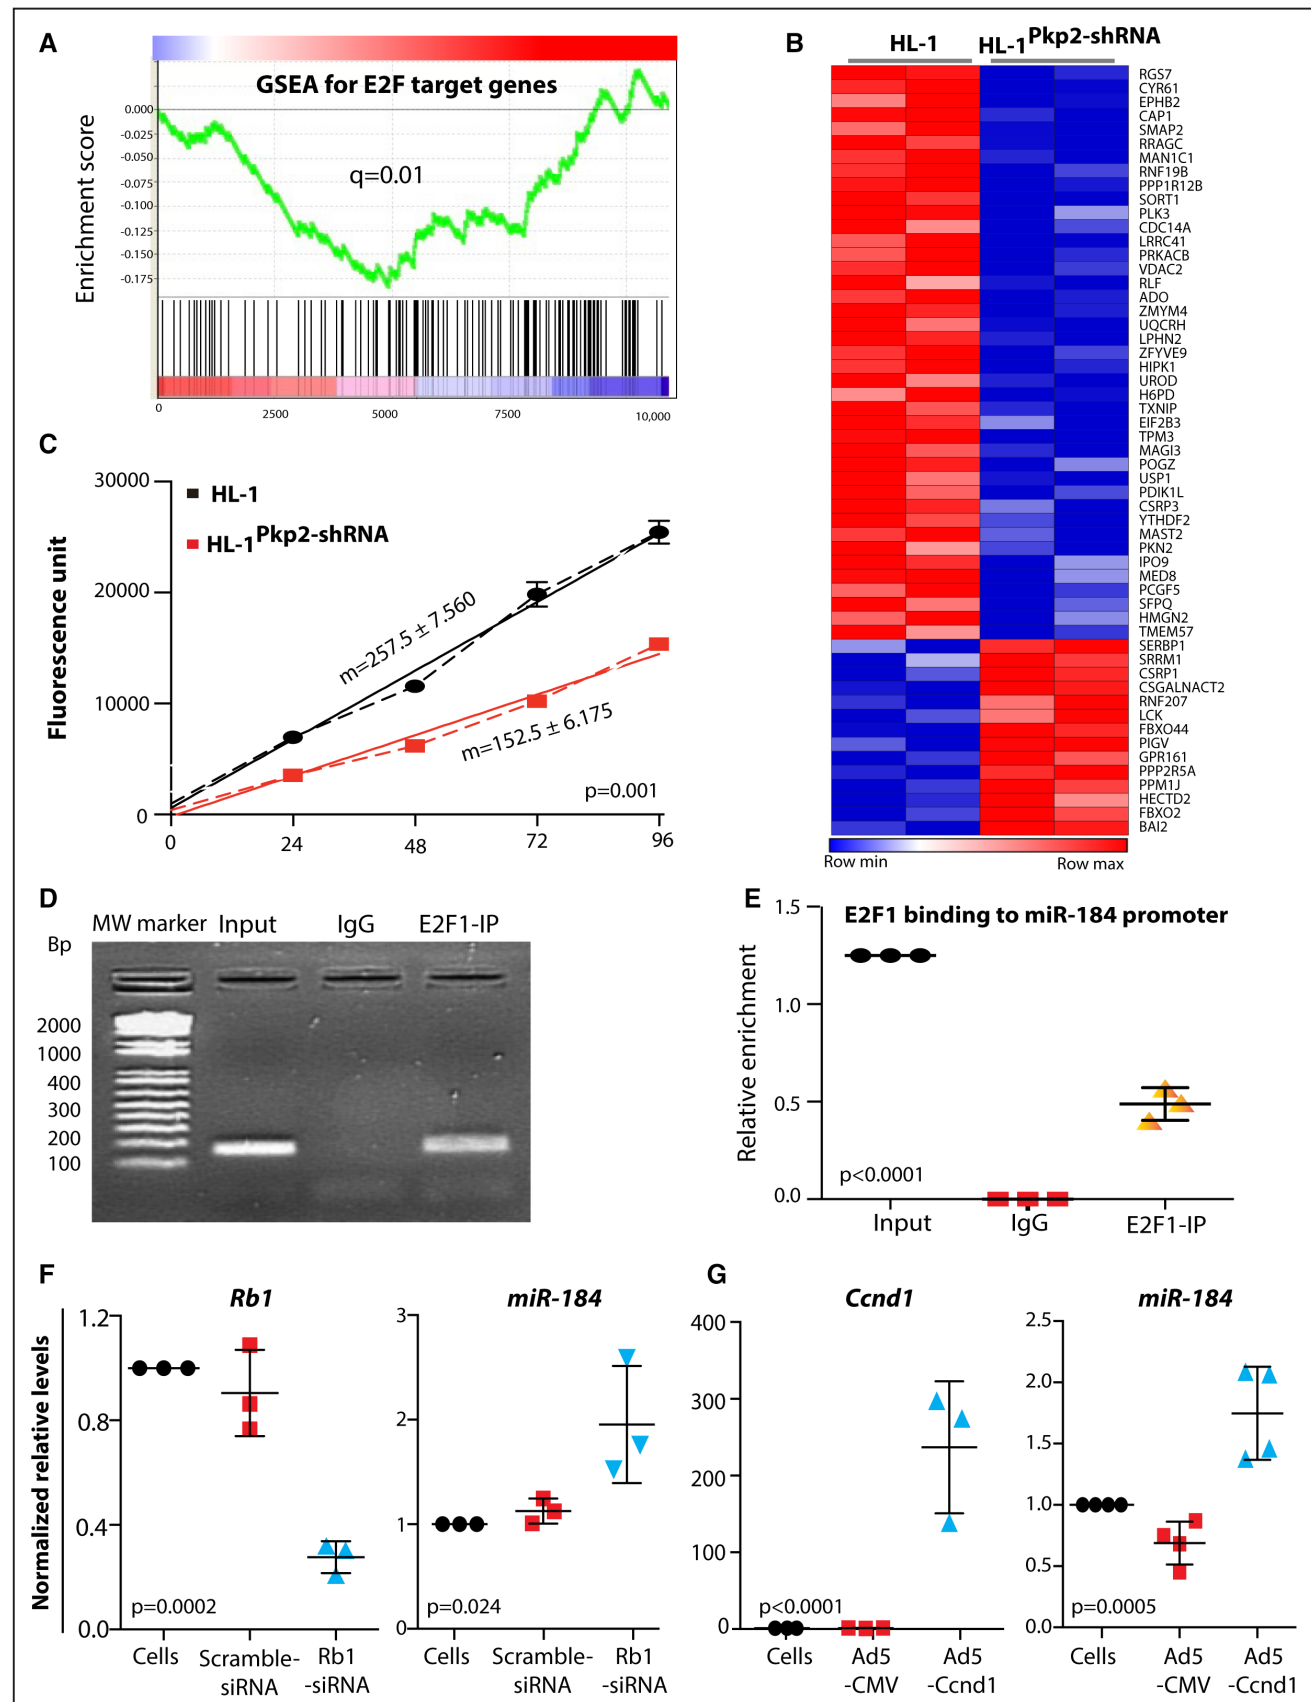 A
GSEA for E2F target genes
Enrichment score
0.000
-0.025
-0.050
-0.075
-0.100
-0.125
-0.150
-0.175
q=0.01
0
2500
5000
7500
10,000
B
HL-1
HL-1Pkp2-shRNA
RGS7
CYR61
EPHB2
CAP1
SMAP2
RRAGC
MAN1C1
RNF19B
PPP1R12B
SORT1
PLK3
CDC14A
LRRC41
PRKACB
VDAC2
RLF
ADO
ZMYM4
UQCRH
LPHN2
ZFYVE9
HIPK1
UROD
H6PD
TXNIP
EIF2B3
TPM3
MAGI3
POGZ
USP1
PDIK1L
CSRP3
YTHDF2
MAST2
PKN2
IPO9
MED8
PCGF5
SFPQ
HMGN2
TMEM57
SERBP1
SRRM1
CSRP1
CSGALNACT2
RNF207
LCK
FBXO44
PIGV
GPR161
PPP2R5A
PPM1J
HECTD2
FBXO2
BAI2
Row min
Row max
C
Fluorescence unit
30000
20000
10000
0
HL-1
HL-1Pkp2-shRNA
m=257.5 ± 7.560
m=152.5 ± 6.175
p=0.001
0
24
48
72
96
D
MW marker
Input
IgG
E2F1-IP
Bp
2000
1000
400
300
200
100
E
E2F1 binding to miR-184 promoter
Relative enrichment
1.5
1.0
0.5
0.0
p<0.0001
Input
IgG
E2F1-IP
F
Normalized relative levels
Rb1
1.2
0.8
0.4
0.0
p=0.0002
Cells
Scramble-
siRNA
Rb1
-siRNA
miR-184
3
2
1
0
p=0.024
Cells
Scramble-
siRNA
Rb1
-siRNA
G
Ccnd1
400
300
200
100
0
p<0.0001
Cells
Ad5
-CMV
Ad5
-Ccnd1
miR-184
2.5
2.0
1.5
1.0
0.5
0.0
p=0.0005
Cells
Ad5
-CMV
Ad5
-Ccnd1